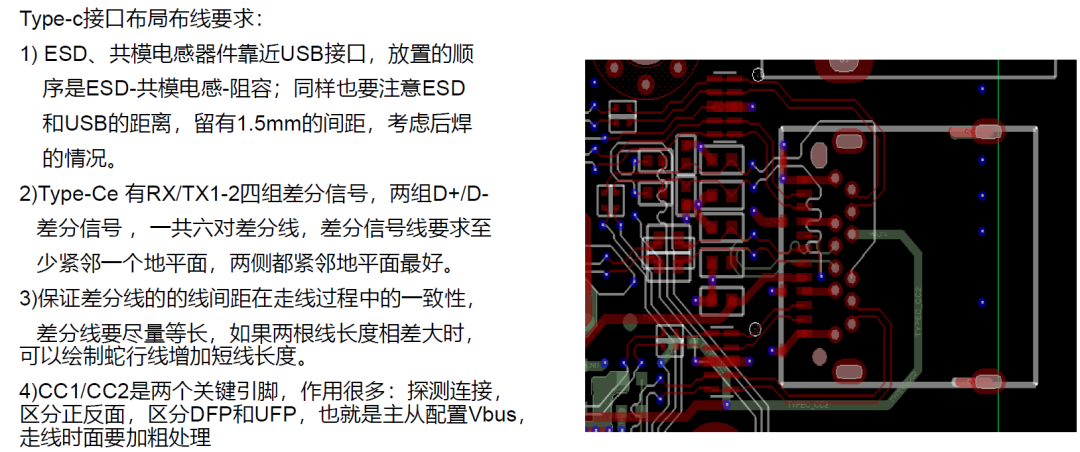 Type-c接口布局布线要求：
1) ESD、共模电感器件靠近USB接口，放置的顺
序是ESD-共模电感-阻容；同样也要注意ESD
和USB的距离，留有1.5mm的间距，考虑后焊
的情况。
2)Type-Ce 有RX/TX1-2四组差分信号，两组D+/D-
差分信号 ，一共六对差分线，差分信号线要求至
少紧邻一个地平面，两侧都紧邻地平面最好。
3)保证差分线的的线间距在走线过程中的一致性，
差分线要尽量等长，如果两根线长度相差大时，
可以绘制蛇行线增加短线长度。
4)CC1/CC2是两个关键引脚，作用很多：探测连接，
区分正反面，区分DFP和UFP，也就是主从配置Vbus，
走线时面要加粗处理
TYPEC_CC2
TYPEC_CC2